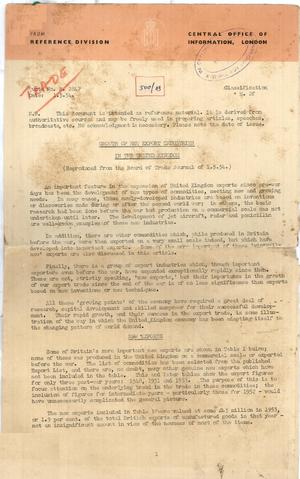 FROM
REFERENCE DIVISION
CENTRAL OFFICE OF
INFORMATION, LONDON
No. R. 2847
Date: 1.5.54.
500/83
Classification
N.B. This document is intended as reference material. It is derived from
authoritative sources and may be freely used in preparing articles, speeches,
broadcasts, etc. No acknowledgment is necessary. Please note the date of issue.
GROWTH OF NEW EXPORT INDUSTRIES
IN THE UNITED KINGDOM
(Reproduced from the Board of Trade Journal of 1.5.54.)
An important feature in the expansion of United Kingdom exports since pre-
war days has been the development of new types of commodities, meeting new and growing
needs. In many cases, these newly-developed industries are based on inventions
or discoveries made during or after the second world war; in others, the basic
research had been done before the war but exploitation on a commercial scale was not
undertaken until later. The development of jet aircraft, radar and penicillin
are well-known examples of these new industries.
In addition, there are other commodities which, while produced in Britain
before the war, were then exported on a very small scale indeed, but which have
developed into important exports. Some of the more important of these
new' exports are also discussed in this article.
Finally, there is a group of export industries which, though important
exporters even before the war, have expanded exceptionally rapidly since then.
These are not, strictly speaking, 'new exports', but their importance in the growth
of our export trade since the end of the war is of no less significance than exports
based on new inventions or new techniques.
All these 'growing points' of the economy have required a great deal of
research, capital development and skilled manpower for their successful development.
Their rapid growth, and their success in the export trade, is some illus-
tration of the way in which the United Kingdom economy has been adapting itself to
the changing pattern of world demand.
NEW EXPORTS
Some of Britain's more important new exports are shown in Table I below;
none of these was produced in the United Kingdom on a commercial scale or exported
before the war. The list of commodities has been extracted from the published
Export List, and there are, no doubt, many other genuine new exports which have
not been included in the table. This and later tables show the export figures
for only three post-war years: 1948, 1951 and 1953. The purpose of this is to
focus attention on the underlying trend in the trade in these commodities; the
inclusion of figures for intermediate years - particularly those for 1952 - would
have unnecessarily complicated the general picture.
The new exports included in Table I were valued at some million in 1953,
or 1.9 per cent. of the total British exports of manufactured goods in that year -
not an insignificant amount in view of the newness of most of the items.
1